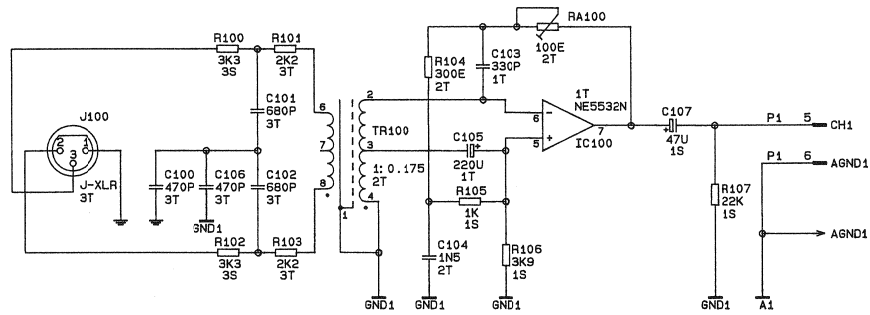 R100
3K3
3S
R101
2K2
3T
J100
2
1
3
J-XLR
3T
C101
680P
3T
C100
470P
3T
C106
470P
3T
GND1
C102
680P
3T
R102
3K3
3S
R103
2K2
3T
6
7
8
1
2
3
4
TR100
1: 0.175
2T
GND1
R104
300E
2T
C103
330P
1T
RA100
100E
2T
C105
+
220U
1T
R105
1K
1S
C104
1N5
2T
GND1
R106
3K9
1S
GND1
1T
NE5532N
6
-
5
+
7
IC100
C107
+
47U
1S
R107
22K
1S
GND1
P1
5
CH1
P1
6
AGND1
AGND1
A1